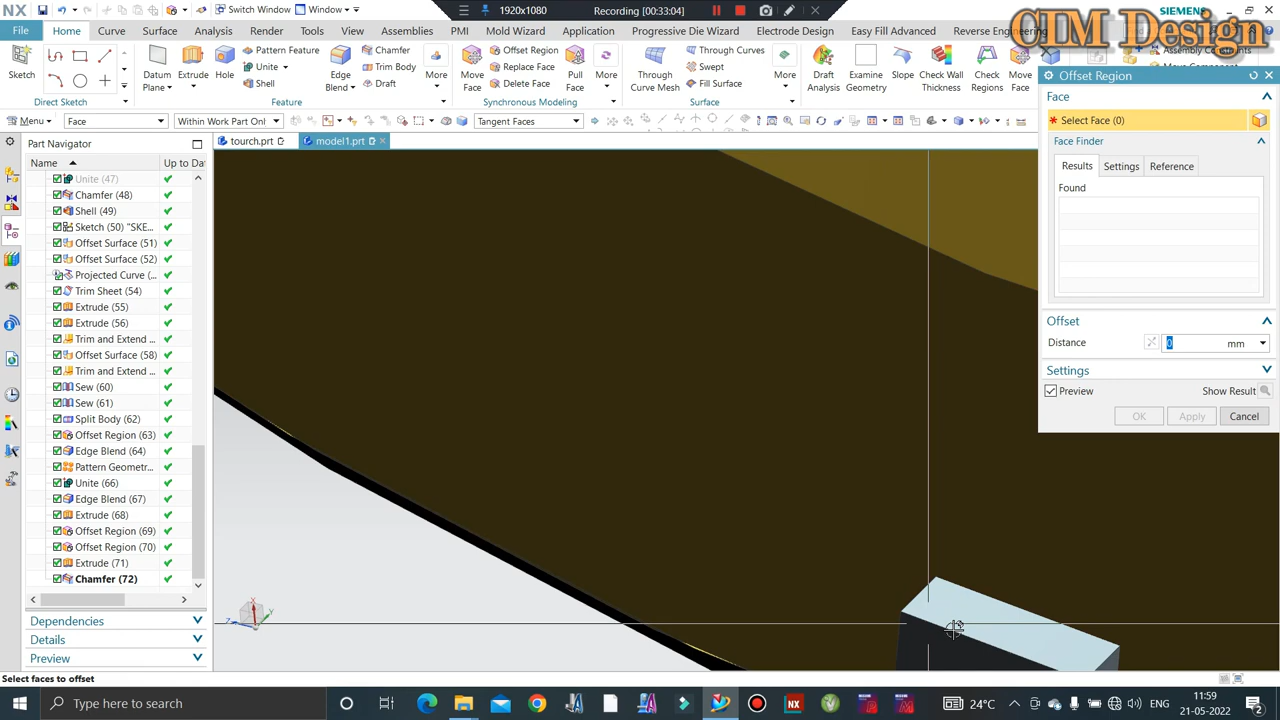 NX
Switch Window
Window
1920x1080
Recording [00:33:04]
SIEMENS
CIM Design
File
Home
Curve
Surface
Analysis
Render
Tools
View
Assemblies
PMI
Mold Wizard
Application
Progressive Die Wizard
Electrode Design
Easy Fill Advanced
Reverse Engineering
Sketch
Direct Sketch
Datum Plane
Extrude
Hole
Pattern Feature
Unite
Shell
Edge Blend
Chamfer
Trim Body
More
Feature
Move Face
Offset Region
Replace Face
Delete Face
Pull Face
More
Synchronous Modeling
Through Curve Mesh
Through Curves
Swept
Fill Surface
More
Surface
Draft Analysis
Examine Geometry
Slope
Check Wall Thickness
Check Regions
Move Face
Assembly Constraints
Menu
Face
Within Work Part Only
Tangent Faces
Part Navigator
tourch.prt
model1.prt
Name
Up to Da
Unite (47)
Chamfer (48)
Shell (49)
Sketch (50) "SKE...
Offset Surface (51)
Offset Surface (52)
Projected Curve (...
Trim Sheet (54)
Extrude (55)
Extrude (56)
Trim and Extend ...
Offset Surface (58)
Trim and Extend ...
Sew (60)
Sew (61)
Split Body (62)
Offset Region (63)
Edge Blend (64)
Pattern Geomet...
Unite (66)
Edge Blend (67)
Extrude (68)
Offset Region (69)
Offset Region (70)
Extrude (71)
Chamfer (72)
Dependencies
Details
Preview
Offset Region
Face
* Select Face (0)
Face Finder
Results
Settings
Reference
Found
Offset
Distance
0
mm
Settings
Preview
Show Result
OK
Apply
Cancel
X
Y
Z
Select faces to offset
Type here to search
24°C
ENG
11:59
21-05-2022